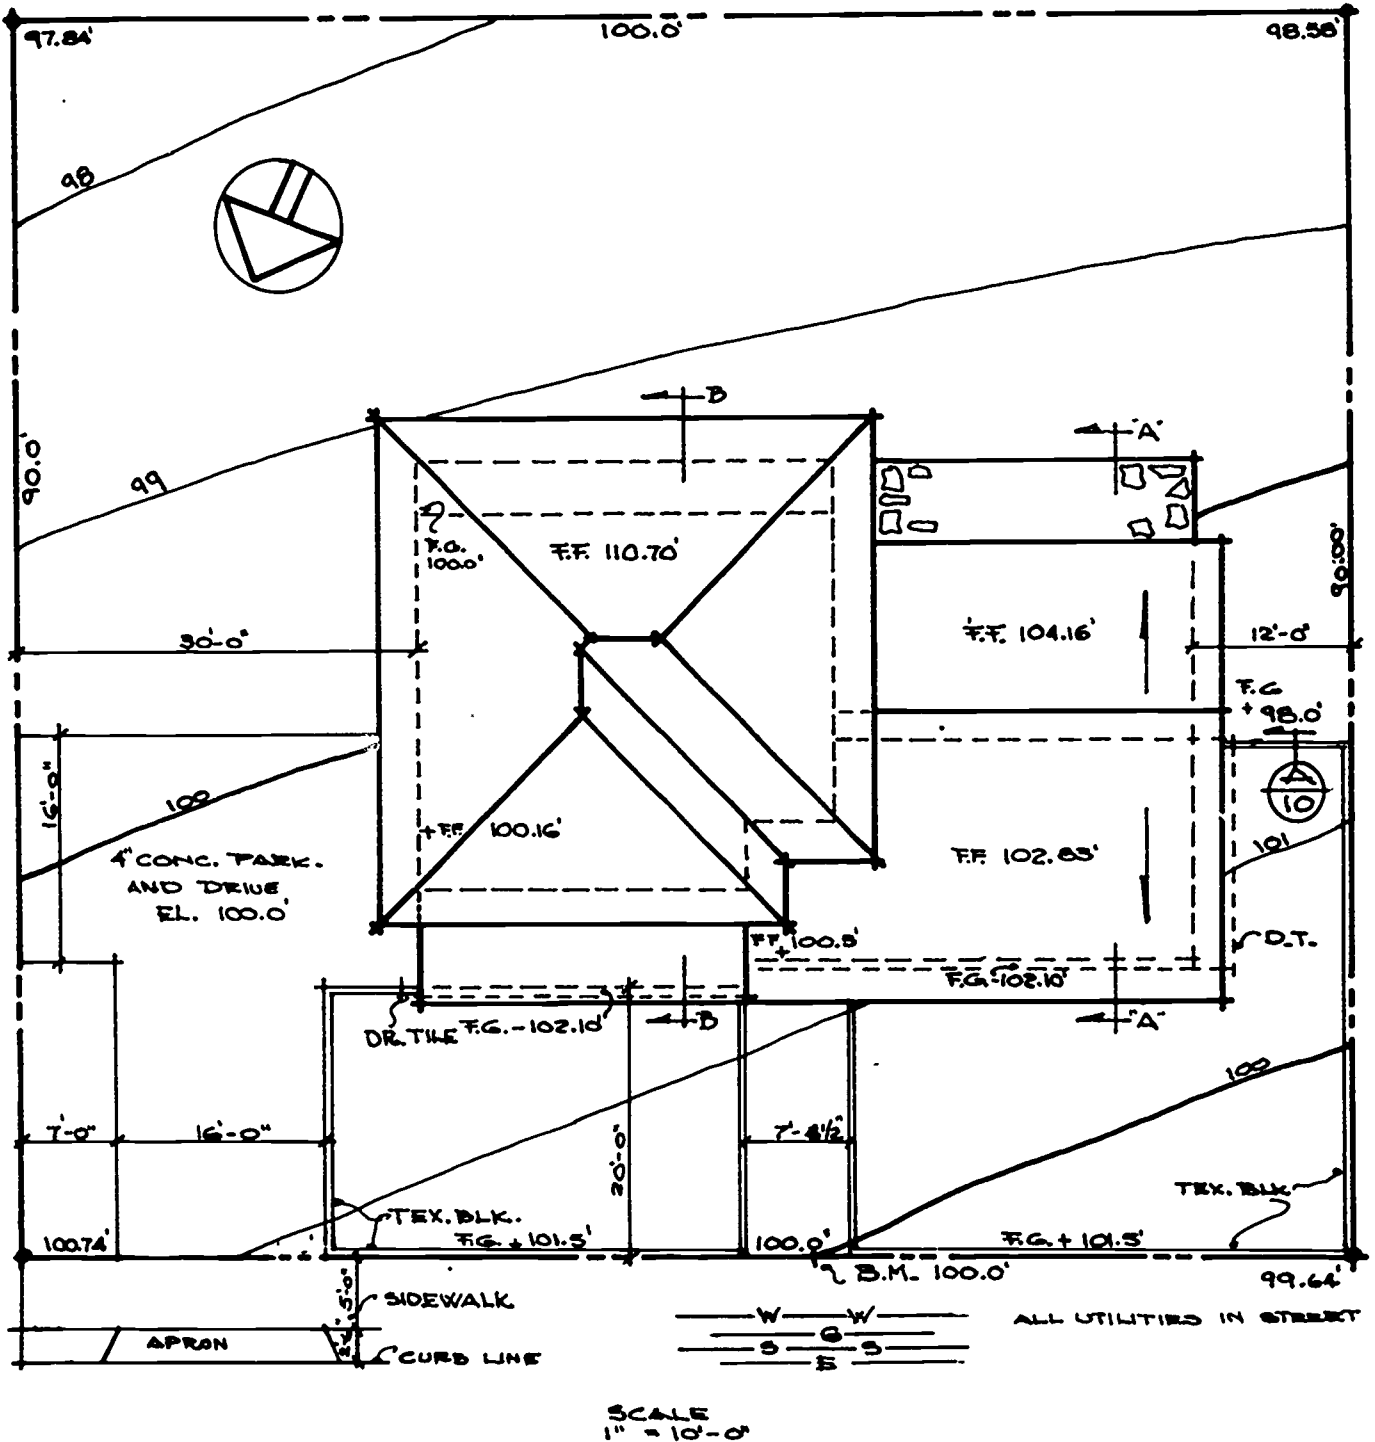 97.84'
100.0'
98.58'
98
B
"A"
90.0'
99
F.G.
100.0'
F.F. 110.70'
90.00'
F.F. 104.16'
30'-0"
12'-0"
F.G
+ 98.0'
16'-0"
100
A
10
101
4" CONC. PARK.
AND DRIVE
EL. 100.0'
+ F.F. 100.16'
F.F. 102.83'
F.F. 100.5'
+
D.T.
F.G.-102.10'
DR. TILE
F.G.-102.10'
B
"A"
100
7'-0"
16'-0"
20'-0"
TEX. BLK.
TEX. BLK.
100.74'
F.G. + 101.5'
100.0'
F.G. + 101.5'
B.M. 100.0'
99.64'
5'-0"
SIDEWALK
W W
ALL UTILITIES IN STREET
APRON
G
S S
CURB LINE
E
SCALE
1" = 10'-0"